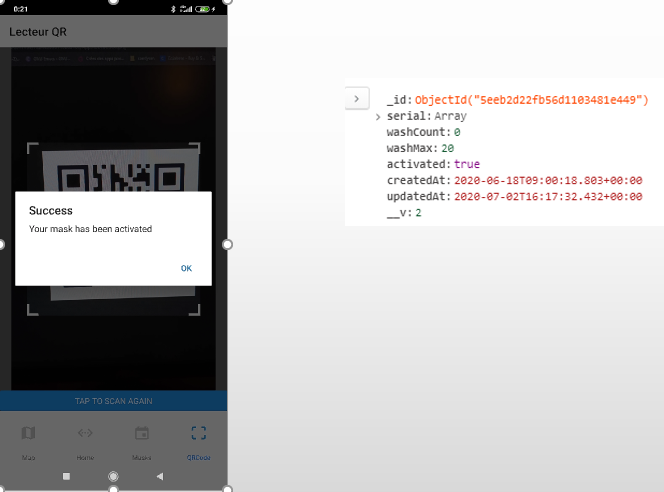 0:21
Lecteur QR
Success
Your mask has been activated
OK
TAP TO SCAN AGAIN
Map
Home
Masks
QRCode
_id: ObjectId("5eeb2d22fb56d1103481e449")
serial: Array
washCount: 0
washMax: 20
activated: true
createdAt: 2020-06-18T09:00:18.803+00:00
updatedAt: 2020-07-02T16:17:32.432+00:00
__v: 2